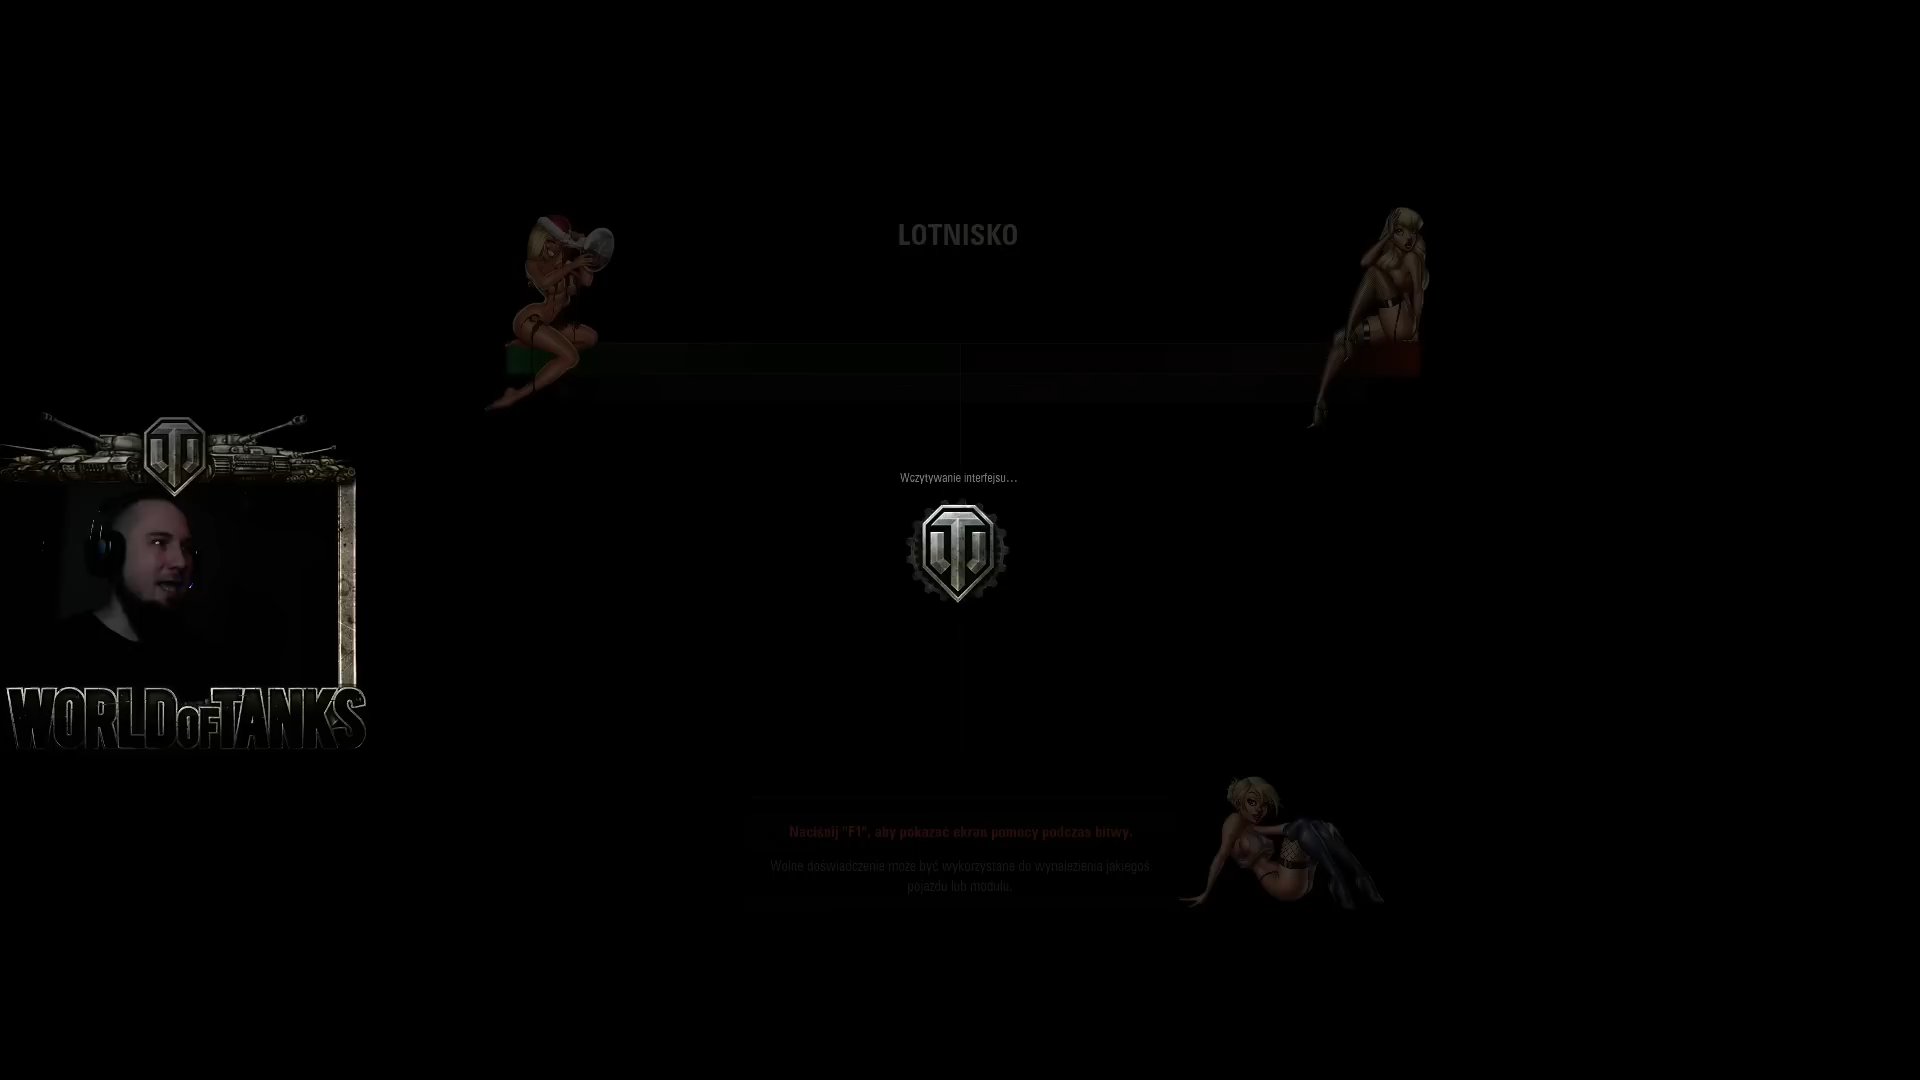 LOTNISKO
Wczytywanie interfejsu...
WORLD OF TANKS
Naciśnij "F1", aby pokazać ekran pomocy podczas bitwy.
Wolne doświadczenie może być wykorzystane do wynalezienia jakiegoś
pojazdu lub modułu.